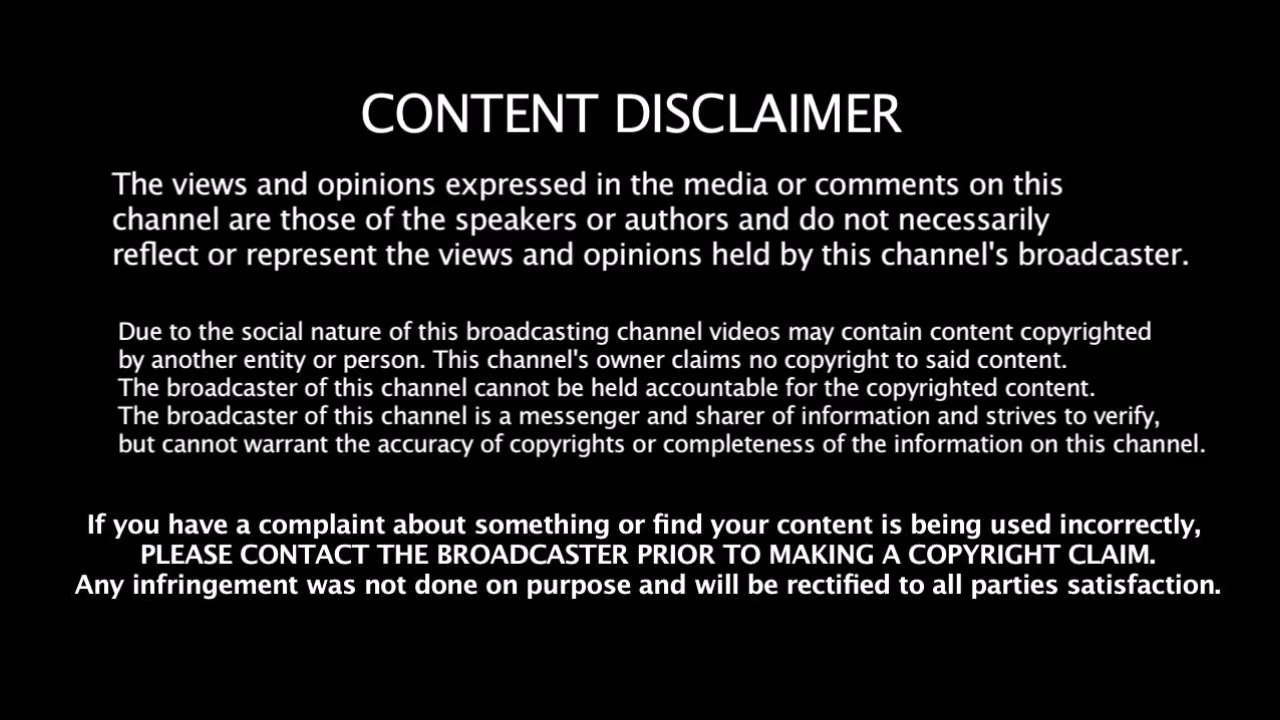 CONTENT DISCLAIMER
The views and opinions expressed in the media or comments on this
channel are those of the speakers or authors and do not necessarily
reflect or represent the views and opinions held by this channel's broadcaster.
Due to the social nature of this broadcasting channel videos may contain content copyrighted
by another entity or person. This channel's owner claims no copyright to said content.
The broadcaster of this channel cannot be held accountable for the copyrighted content.
The broadcaster of this channel is a messenger and sharer of information and strives to verify,
but cannot warrant the accuracy of copyrights or completeness of the information on this channel.
If you have a complaint about something or find your content is being used incorrectly,
PLEASE CONTACT THE BROADCASTER PRIOR TO MAKING A COPYRIGHT CLAIM.
Any infringement was not done on purpose and will be rectified to all parties satisfaction.